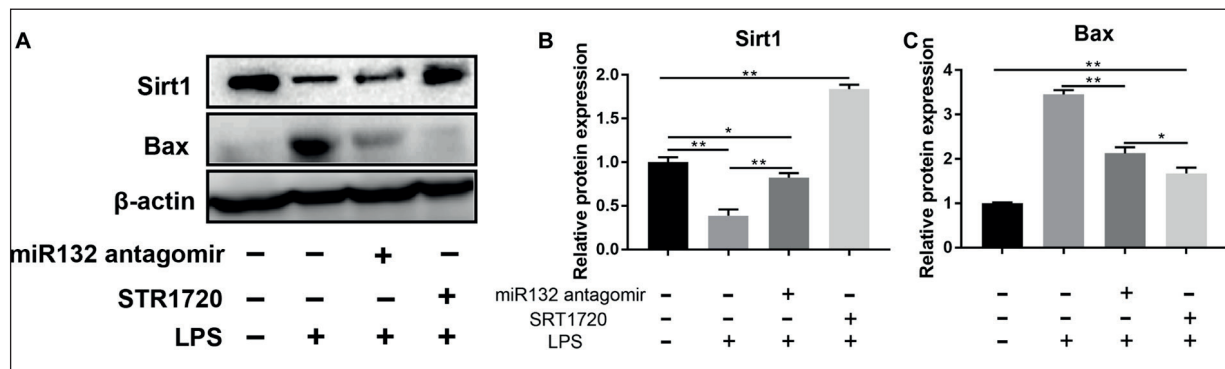 A
Sirt1
Bax
β-actin
miR132 antagomir - - + -
STR1720 - - - +
LPS - + + +
B
Sirt1
Relative protein expression
2.0
1.5
1.0
0.5
0.0
**
*
**
**
miR132 antagomir - - + -
SRT1720 - - - +
LPS - + + +
C
Bax
Relative protein expression
4
3
2
1
0
**
**
*
- - + -
- - - +
- + + +